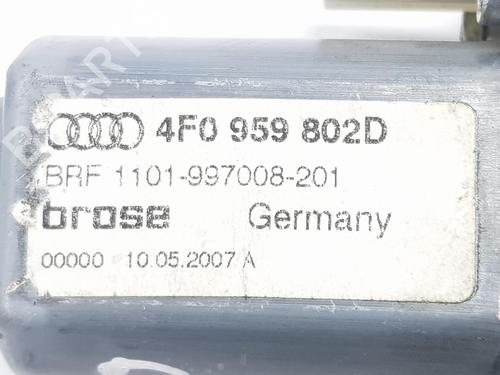 4F0 959 802D
BRF 1101-997008-201
brose Germany
00000 10.05.2007 A